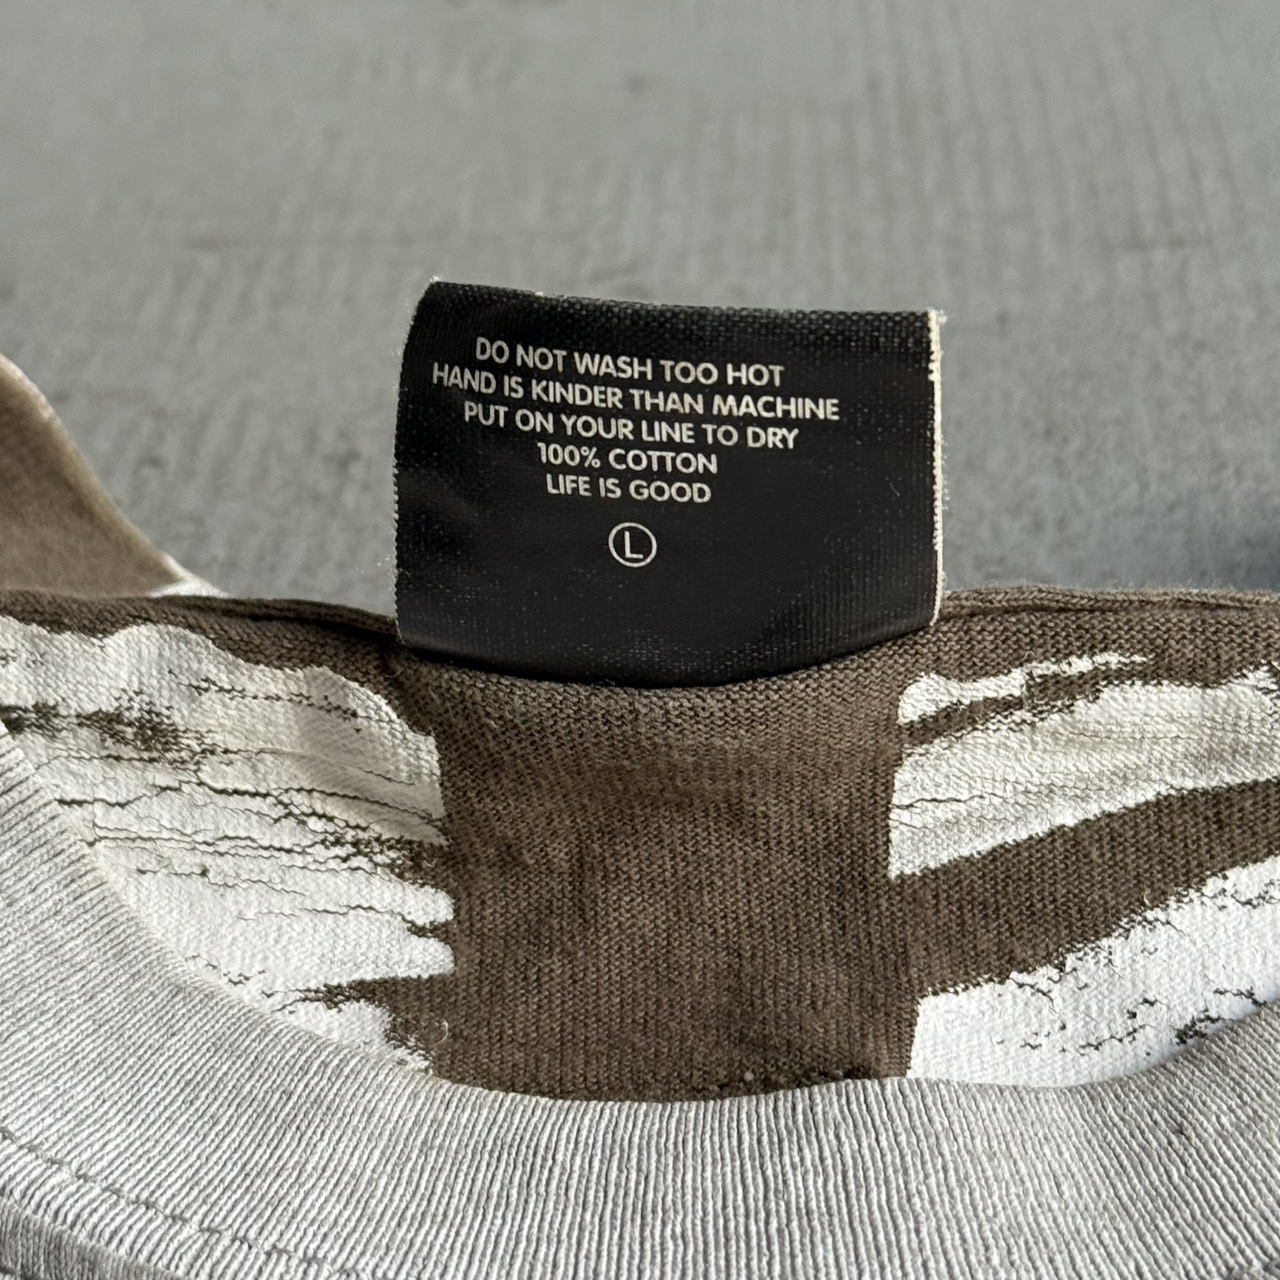 DO NOT WASH TOO HOT
HAND IS KINDER THAN MACHINE
PUT ON YOUR LINE TO DRY
100% COTTON
LIFE IS GOOD
L